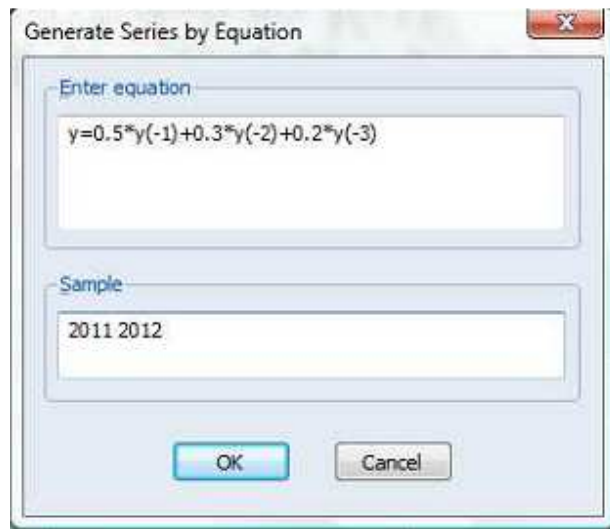 Generate Series by Equation
Enter equation
y=0.5*y(-1)+0.3*y(-2)+0.2*y(-3)
Sample
2011 2012
OK
Cancel